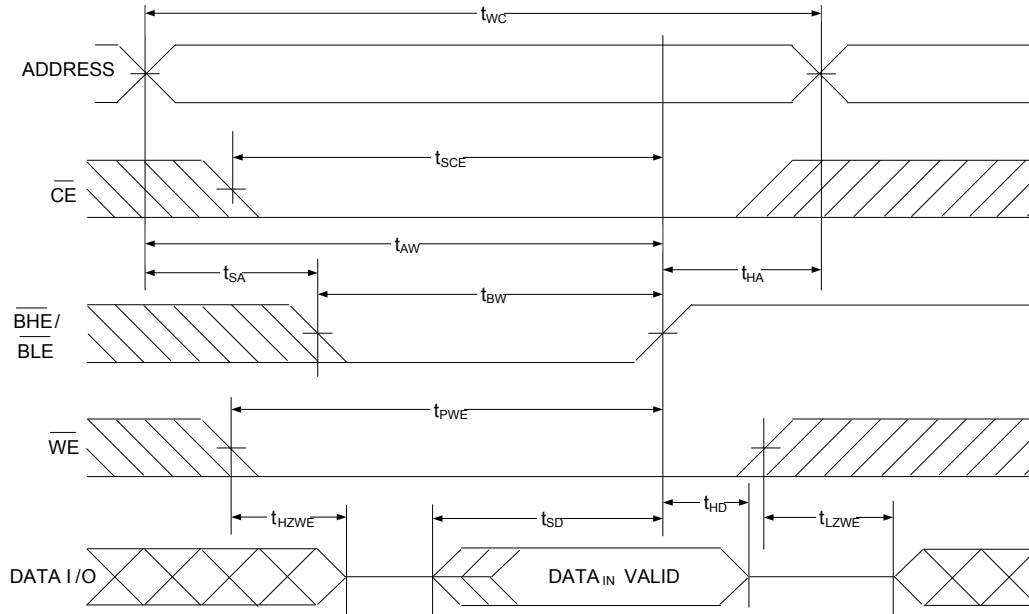 tWC
ADDRESS
tSCE
CE
tAW
tSA
tHA
tBW
BHE/
BLE
tPWE
WE
tHZWE
tSD
tHD
tLZWE
DATA I/O
DATA IN VALID